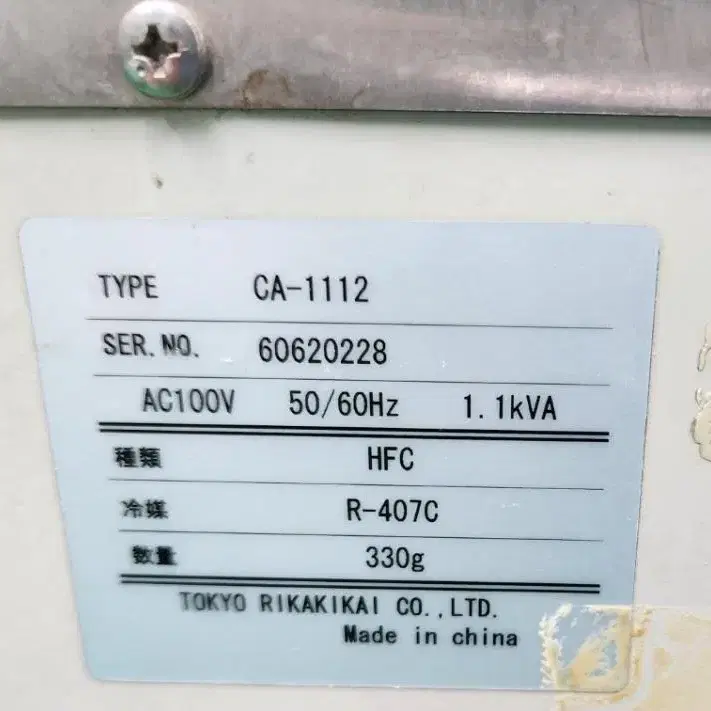 TYPE CA-1112
SER.NO. 60620228
AC100V 50/60Hz 1.1kVA
種類 HFC
冷媒 R-407C
数量 330g
TOKYO RIKAKIKAI CO.,LTD.
Made in china